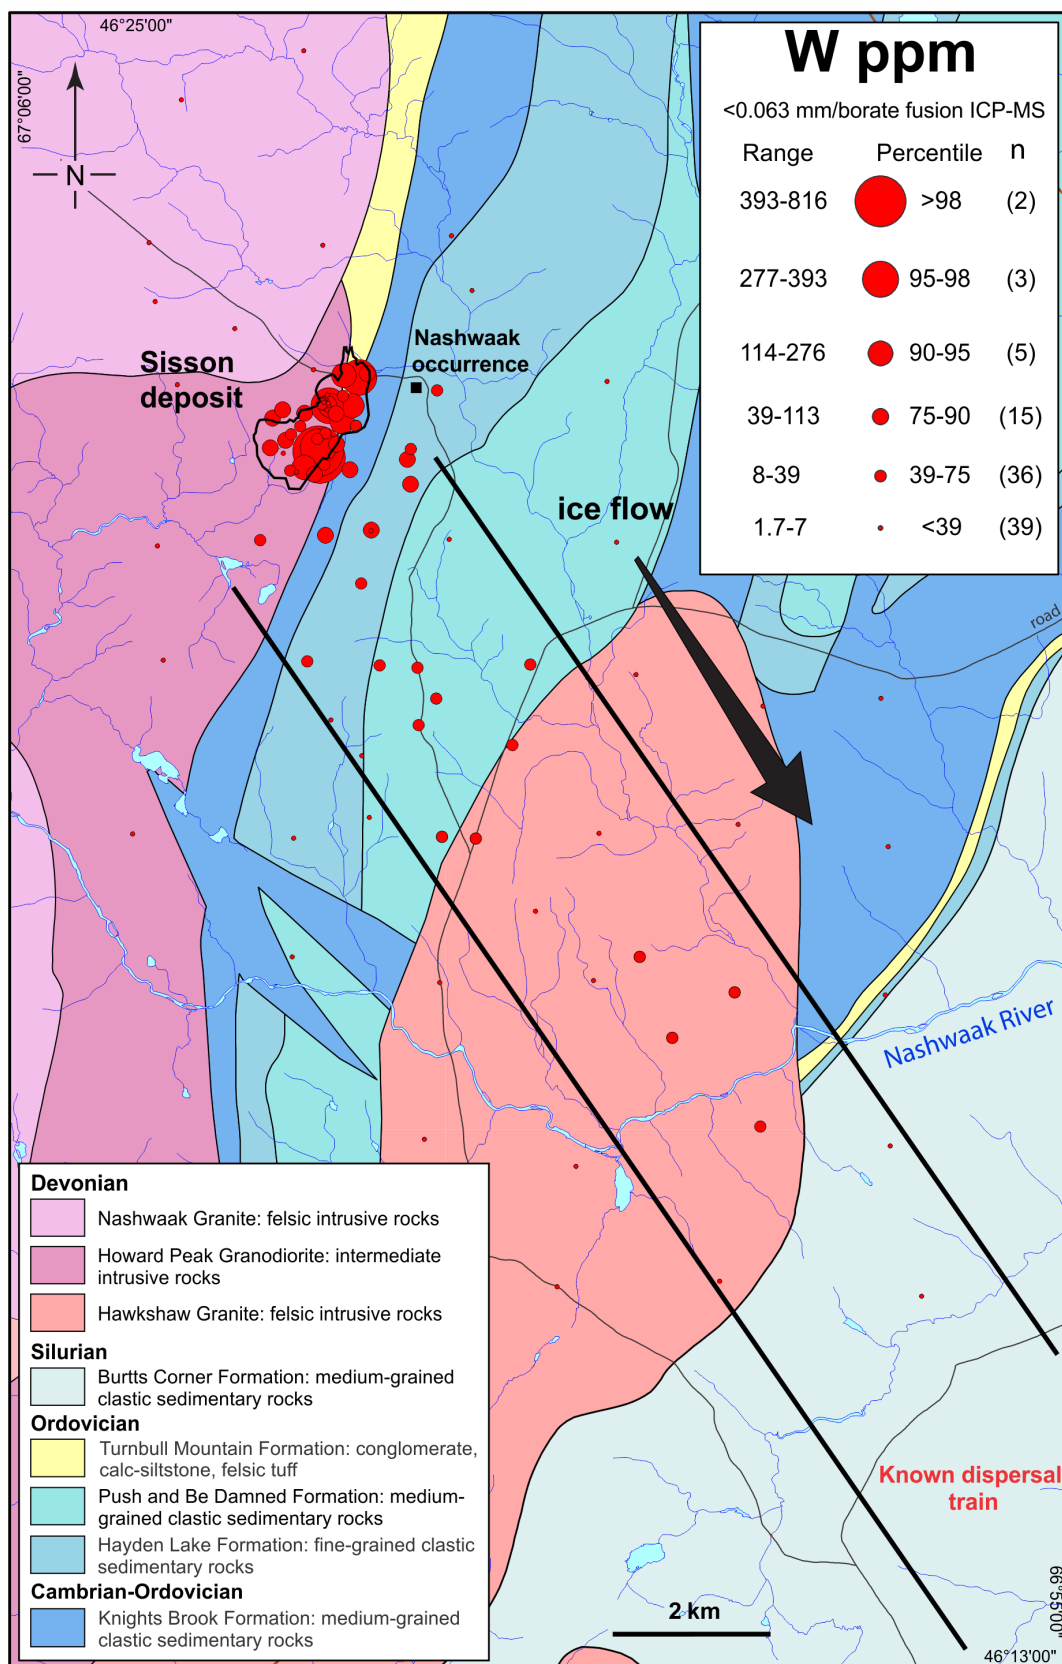 46°25'00"
67°06'00"
N
W ppm
<0.063 mm/borate fusion ICP-MS
Range Percentile n
393-816 >98 (2)
277-393 95-98 (3)
114-276 90-95 (5)
39-113 75-90 (15)
8-39 39-75 (36)
1.7-7 <39 (39)
Nashwaak
occurrence
Sisson
deposit
ice flow
road
Nashwaak River
Devonian
Nashwaak Granite: felsic intrusive rocks
Howard Peak Granodiorite: intermediate
intrusive rocks
Hawkshaw Granite: felsic intrusive rocks
Silurian
Burtts Corner Formation: medium-grained
clastic sedimentary rocks
Ordovician
Turnbull Mountain Formation: conglomerate,
calc-siltstone, felsic tuff
Push and Be Damned Formation: medium-
grained clastic sedimentary rocks
Hayden Lake Formation: fine-grained clastic
sedimentary rocks
Cambrian-Ordovician
Knights Brook Formation: medium-grained
clastic sedimentary rocks
Known dispersal
train
2 km
66°55'00"
46°13'00"